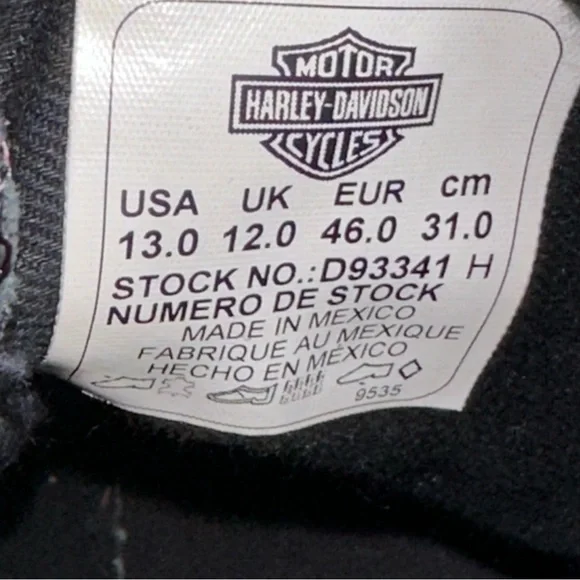 MOTOR
HARLEY-DAVIDSON
CYCLES
USA UK EUR cm
13.0 12.0 46.0 31.0
STOCK NO.:D93341 H
NUMERO DE STOCK
MADE IN MEXICO
FABRIQUE AU MEXIQUE
HECHO EN MÉXICO
9535